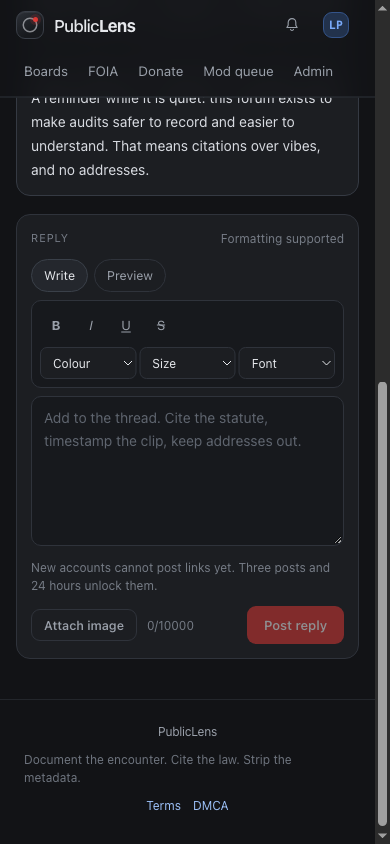 PublicLens
LP
Boards FOIA Donate Mod queue Admin
A reminder while it is quiet: this forum exists to
make audits safer to record and easier to
understand. That means citations over vibes,
and no addresses.
REPLY Formatting supported
Write Preview
B I U S
Colour Size Font
Add to the thread. Cite the statute,
timestamp the clip, keep addresses out.
New accounts cannot post links yet. Three posts and
24 hours unlock them.
Attach image 0/10000 Post reply
PublicLens
Document the encounter. Cite the law. Strip the
metadata.
Terms DMCA